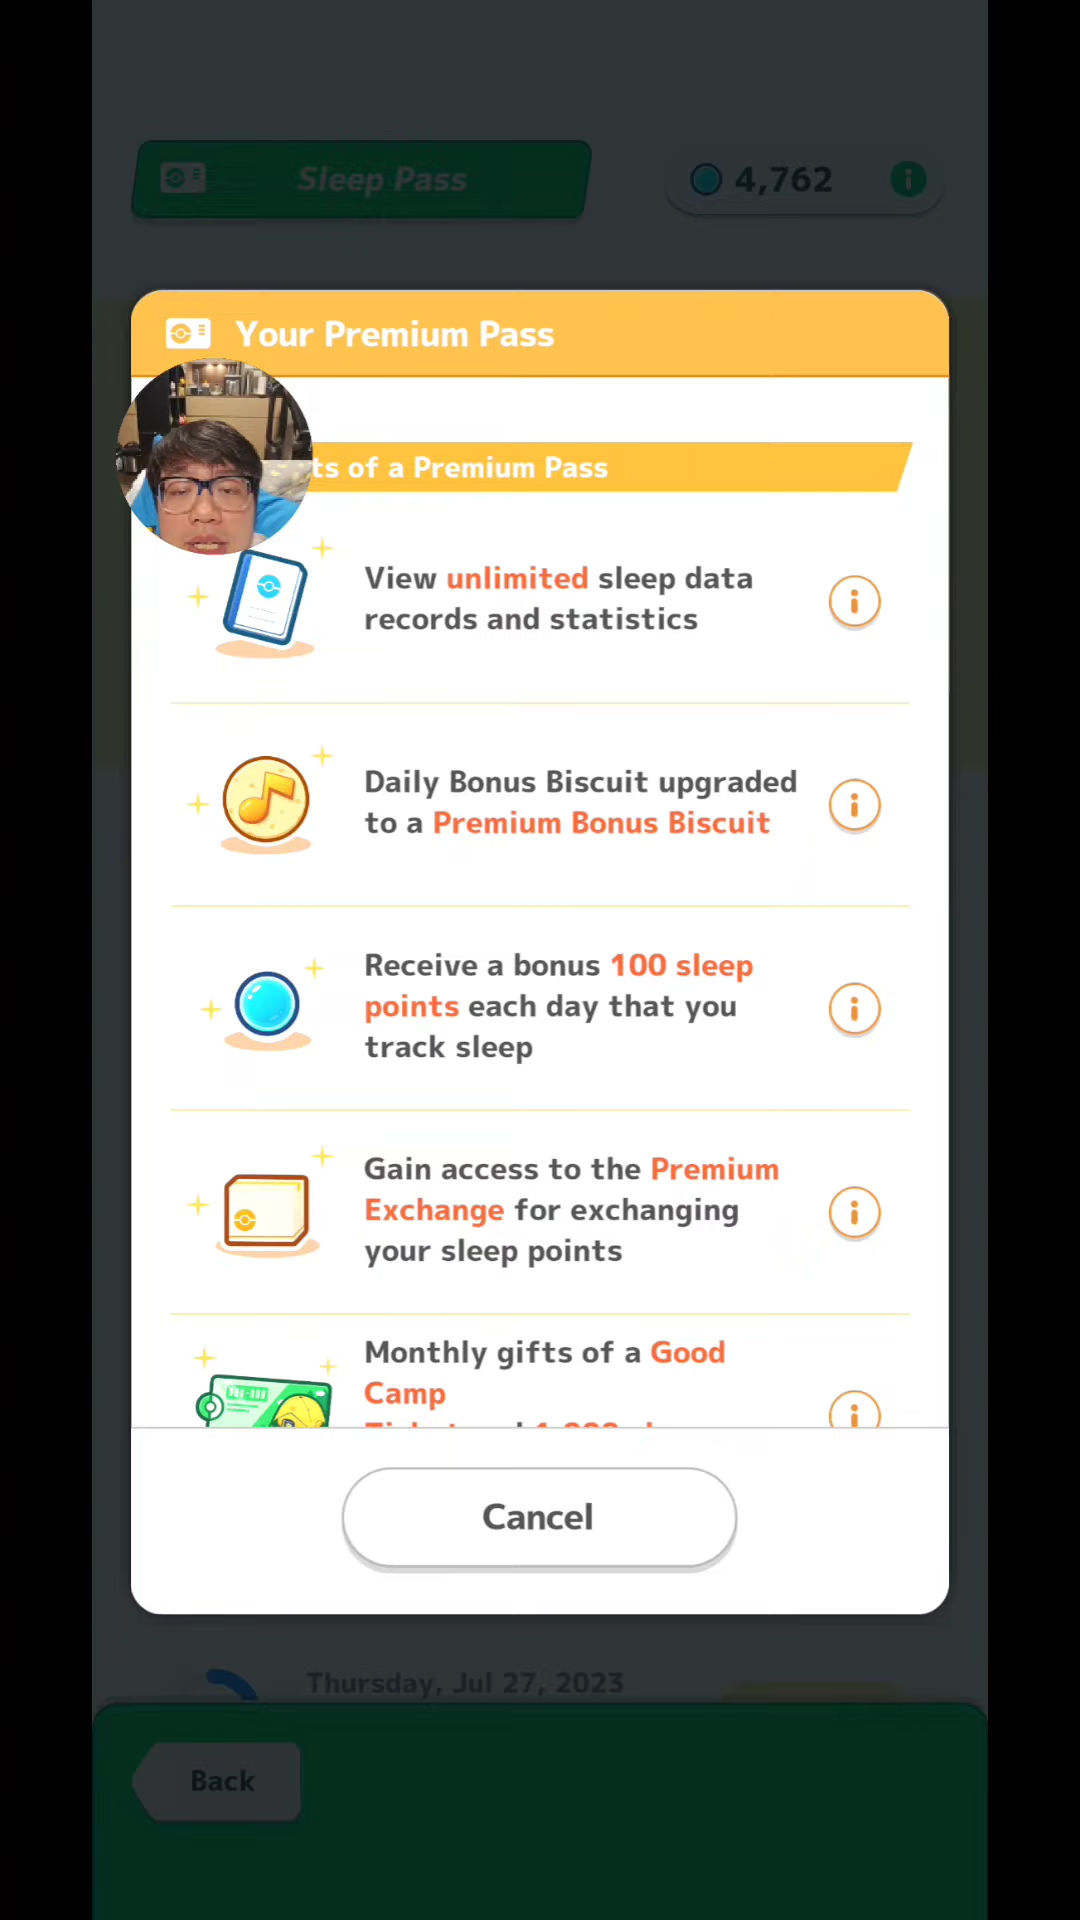 Sleep Pass
4,762
Your Premium Pass
ts of a Premium Pass
View unlimited sleep data
records and statistics
Daily Bonus Biscuit upgraded
to a Premium Bonus Biscuit
Receive a bonus 100 sleep
points each day that you
track sleep
Gain access to the Premium
Exchange for exchanging
your sleep points
Monthly gifts of a Good
Camp
Cancel
Thursday, Jul 27, 2023
Back